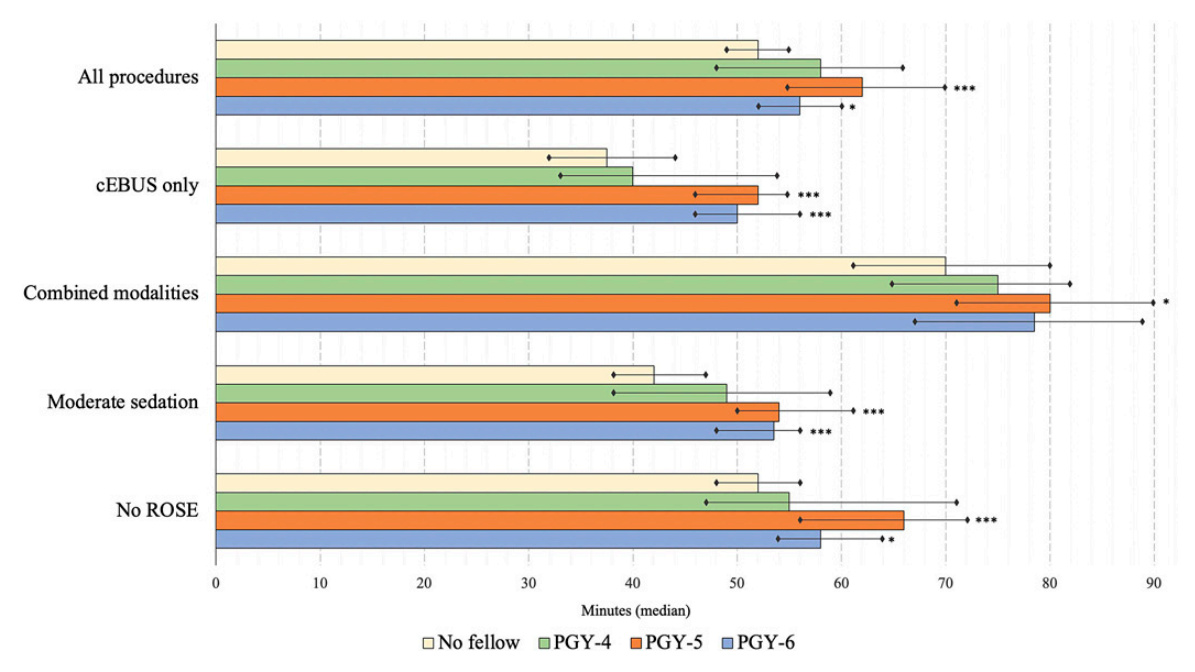 All procedures
***
*
cEBUS only
***
***
Combined modalities
*
Moderate sedation
***
***
No ROSE
***
*
0 10 20 30 40 50 60 70 80 90
Minutes (median)
No fellow PGY-4 PGY-5 PGY-6